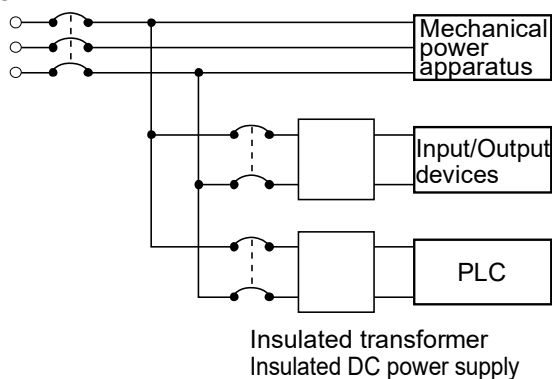 Mechanical
power
apparatus
Input/Output
devices
PLC
Insulated transformer
Insulated DC power supply